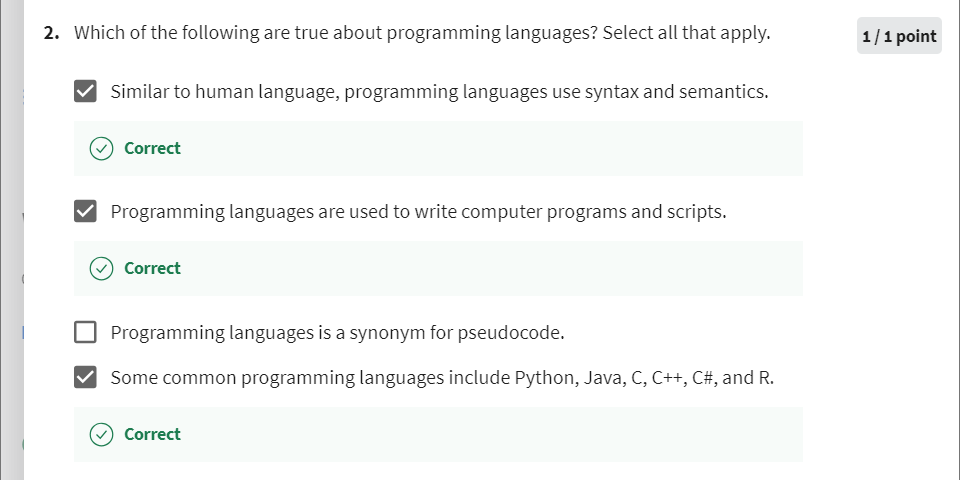 2. Which of the following are true about programming languages? Select all that apply.
1 / 1 point
Similar to human language, programming languages use syntax and semantics.
Correct
Programming languages are used to write computer programs and scripts.
Correct
Programming languages is a synonym for pseudocode.
Some common programming languages include Python, Java, C, C++, C#, and R.
Correct